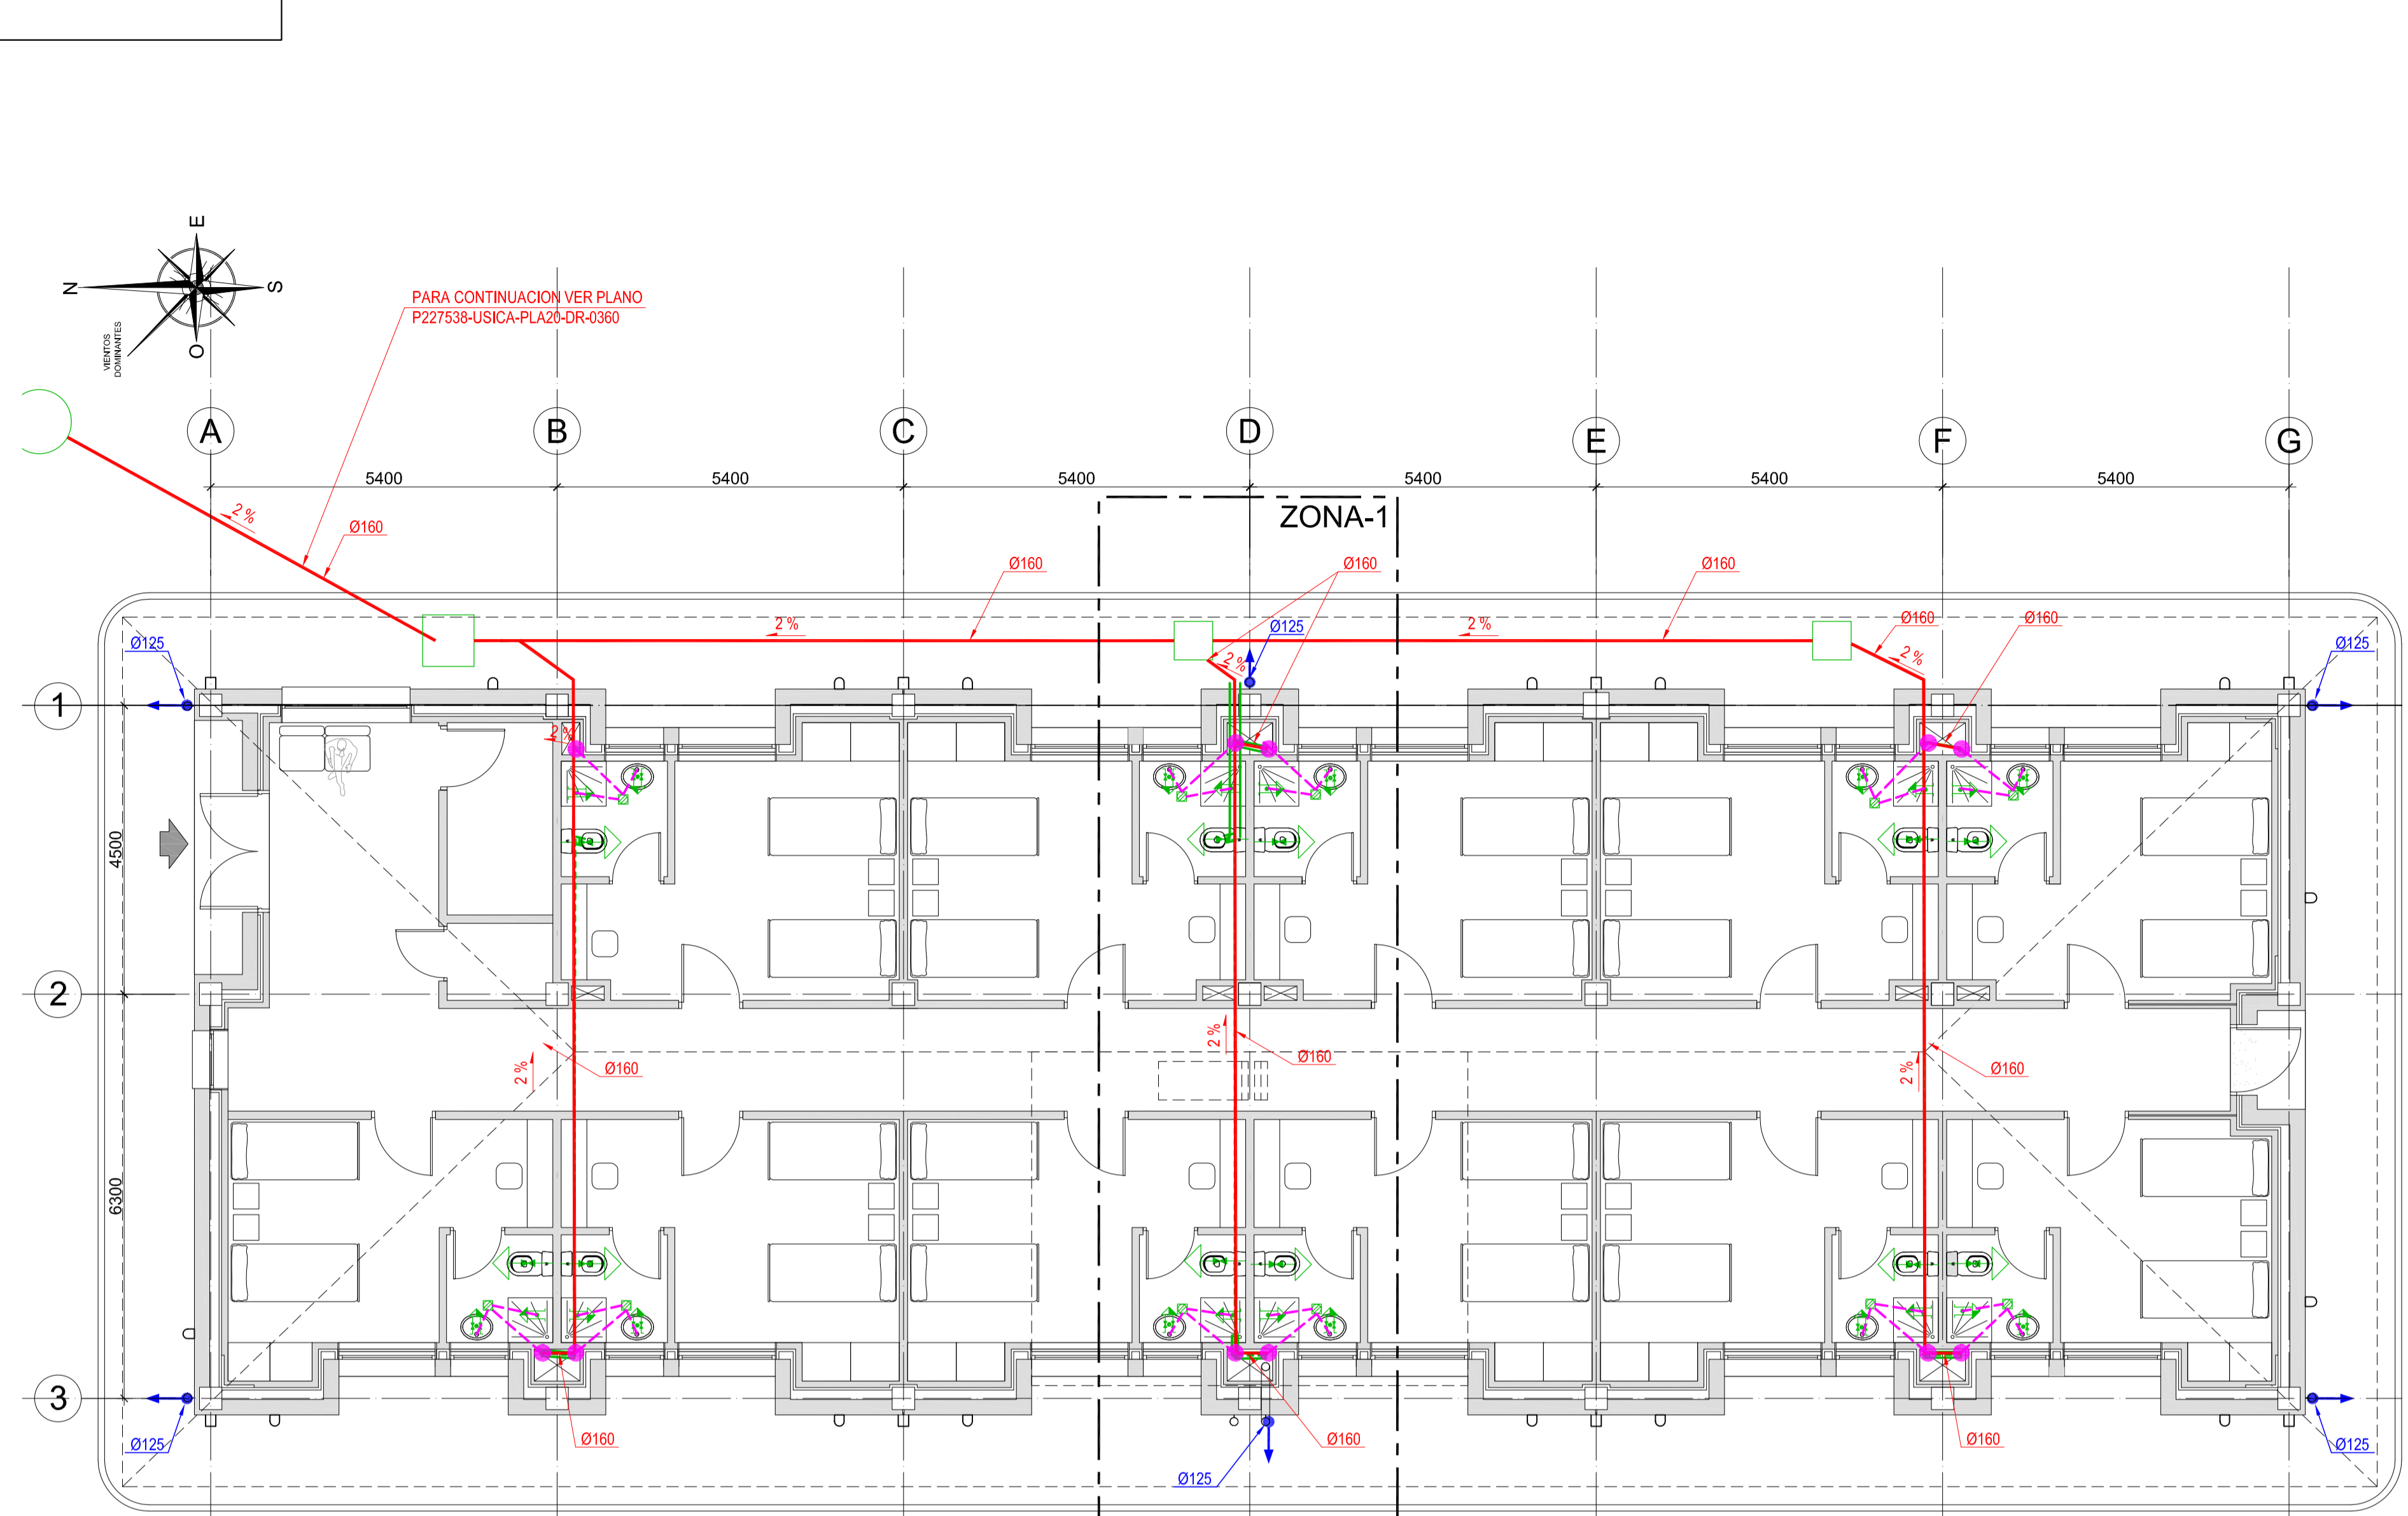 E
N
S
O
VIENTOS
DOMINANTES
PARA CONTINUACION VER PLANO
P227538-USICA-PLA20-DR-0360
A
B
C
D
E
F
G
5400
5400
5400
5400
5400
5400
ZONA-1
2 %
Ø160
Ø160
Ø160
Ø160
2 %
Ø125
2 %
Ø160
Ø160
Ø125
2 %
2 %
Ø125
1
2 %
4500
2
2 %
Ø160
2 %
Ø160
2 %
Ø160
6300
3
Ø125
Ø160
Ø125
Ø160
Ø160
Ø125